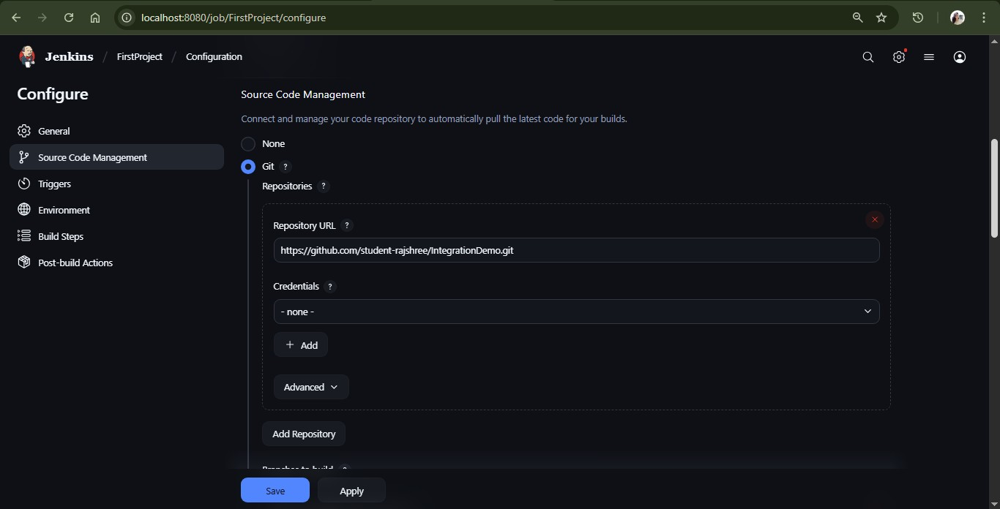 localhost:8080/job/FirstProject/configure
Jenkins / FirstProject / Configuration
Configure
General
Source Code Management
Triggers
Environment
Build Steps
Post-build Actions
Source Code Management
Connect and manage your code repository to automatically pull the latest code for your builds.
None
Git ?
Repositories ?
Repository URL ?
https://github.com/student-rajshree/IntegrationDemo.git
Credentials ?
- none -
+ Add
Advanced
Add Repository
Branches to build ?
Save
Apply